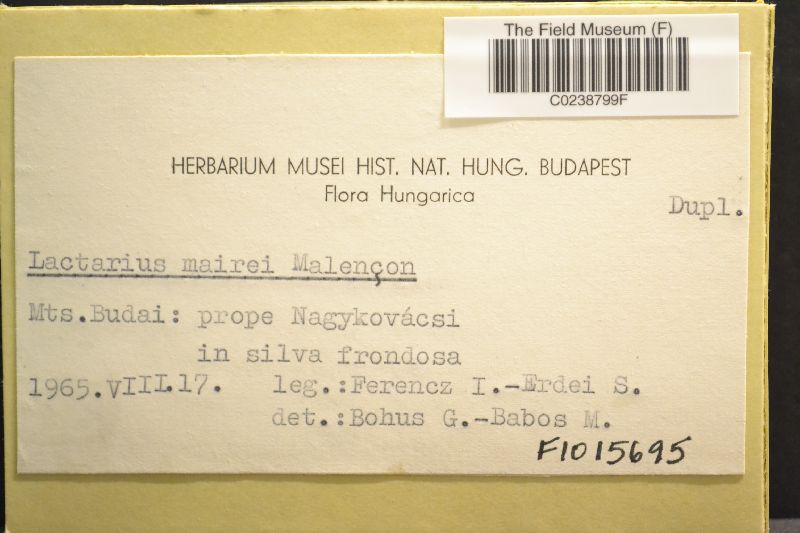 The Field Museum (F)
C0238799F
HERBARIUM MUSEI HIST. NAT. HUNG. BUDAPEST
Flora Hungarica
Dupl.
Lactarius mairei Malençon
Mts.Budai: prope Nagykovácsi
in silva frondosa
1965.VIII.17. leg.:Ferencz I.-Erdei S.
det.:Bohus G.-Babos M.
F1015695